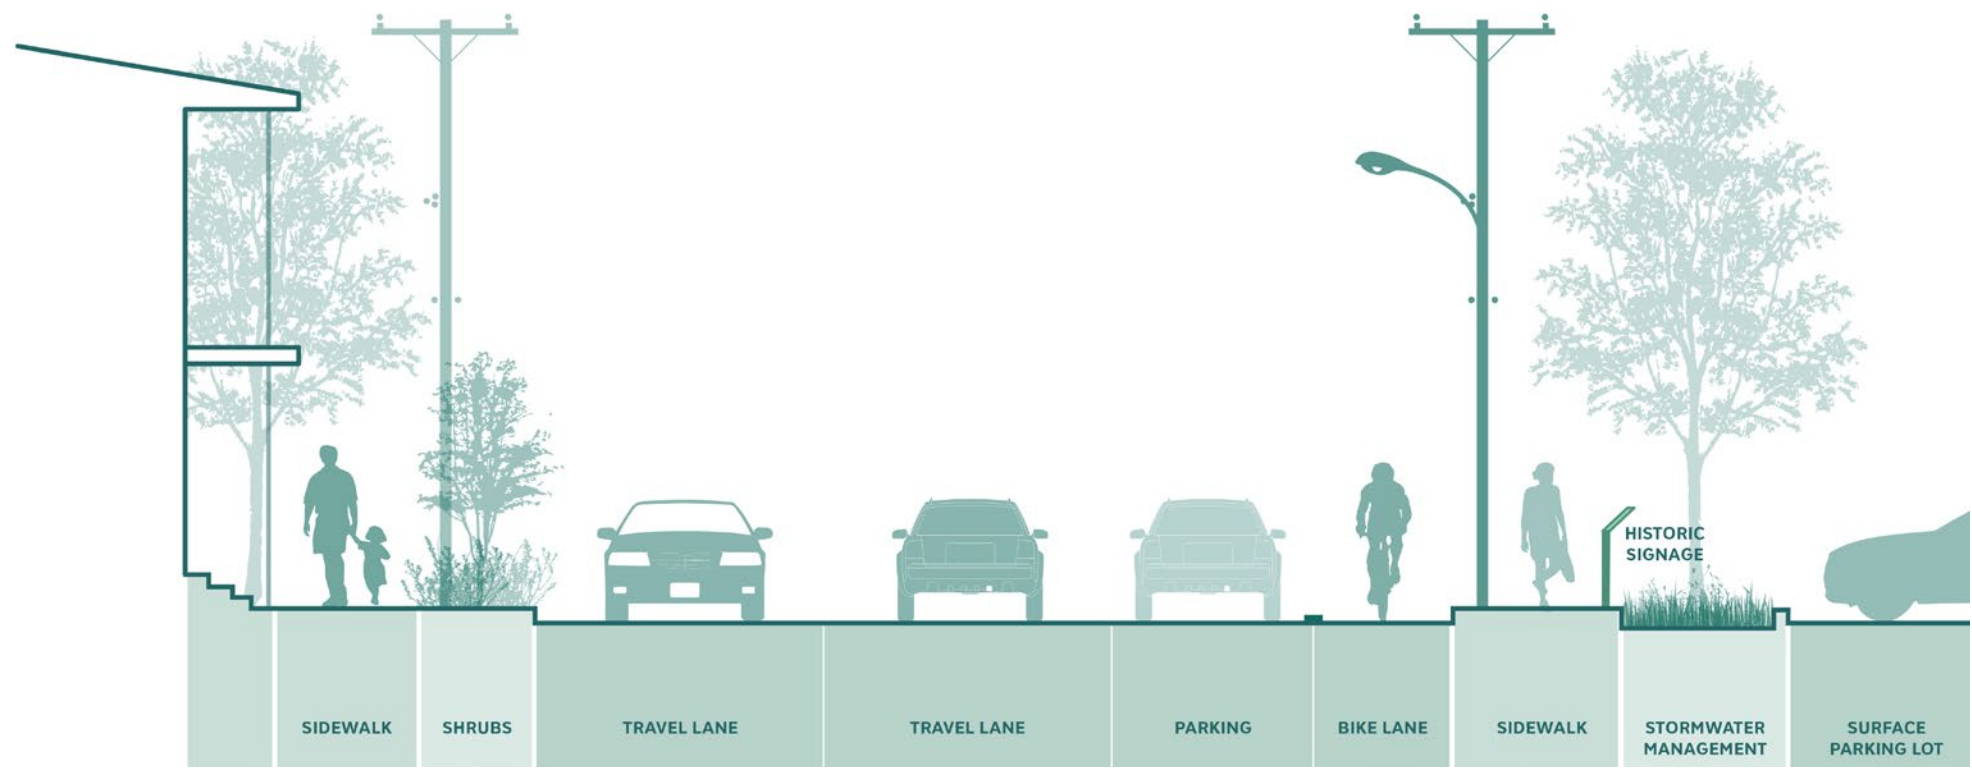 HISTORIC
SIGNAGE
SIDEWALK
SHRUBS
TRAVEL LANE
TRAVEL LANE
PARKING
BIKE LANE
SIDEWALK
STORMWATER
MANAGEMENT
SURFACE
PARKING LOT